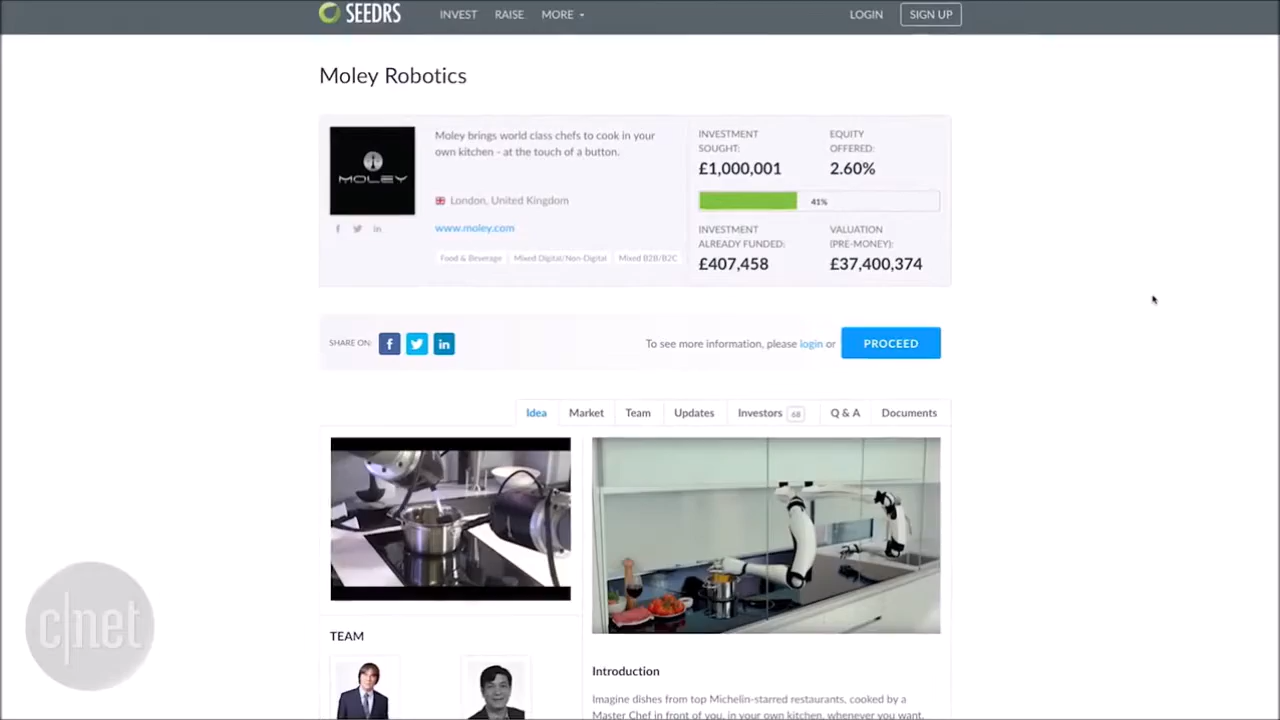 SEEDRS
INVEST
RAISE
MORE
LOGIN
SIGN UP
Moley Robotics
MOLEY
Moley brings world class chefs to cook in your
own kitchen - at the touch of a button.
London, United Kingdom
www.moley.com
Food & Beverage
Mixed Digital/Non-Digital
Mixed B2B/B2C
INVESTMENT
SOUGHT:
£1,000,001
EQUITY
OFFERED:
2.60%
41%
INVESTMENT
ALREADY FUNDED:
£407,458
VALUATION
(PRE-MONEY):
£37,400,374
SHARE ON:
To see more information, please login or
PROCEED
Idea
Market
Team
Updates
Investors 68
Q & A
Documents
TEAM
Introduction
Imagine dishes from top Michelin-starred restaurants, cooked by a
Master Chef in front of you, in your own kitchen, whenever you want.
c|net